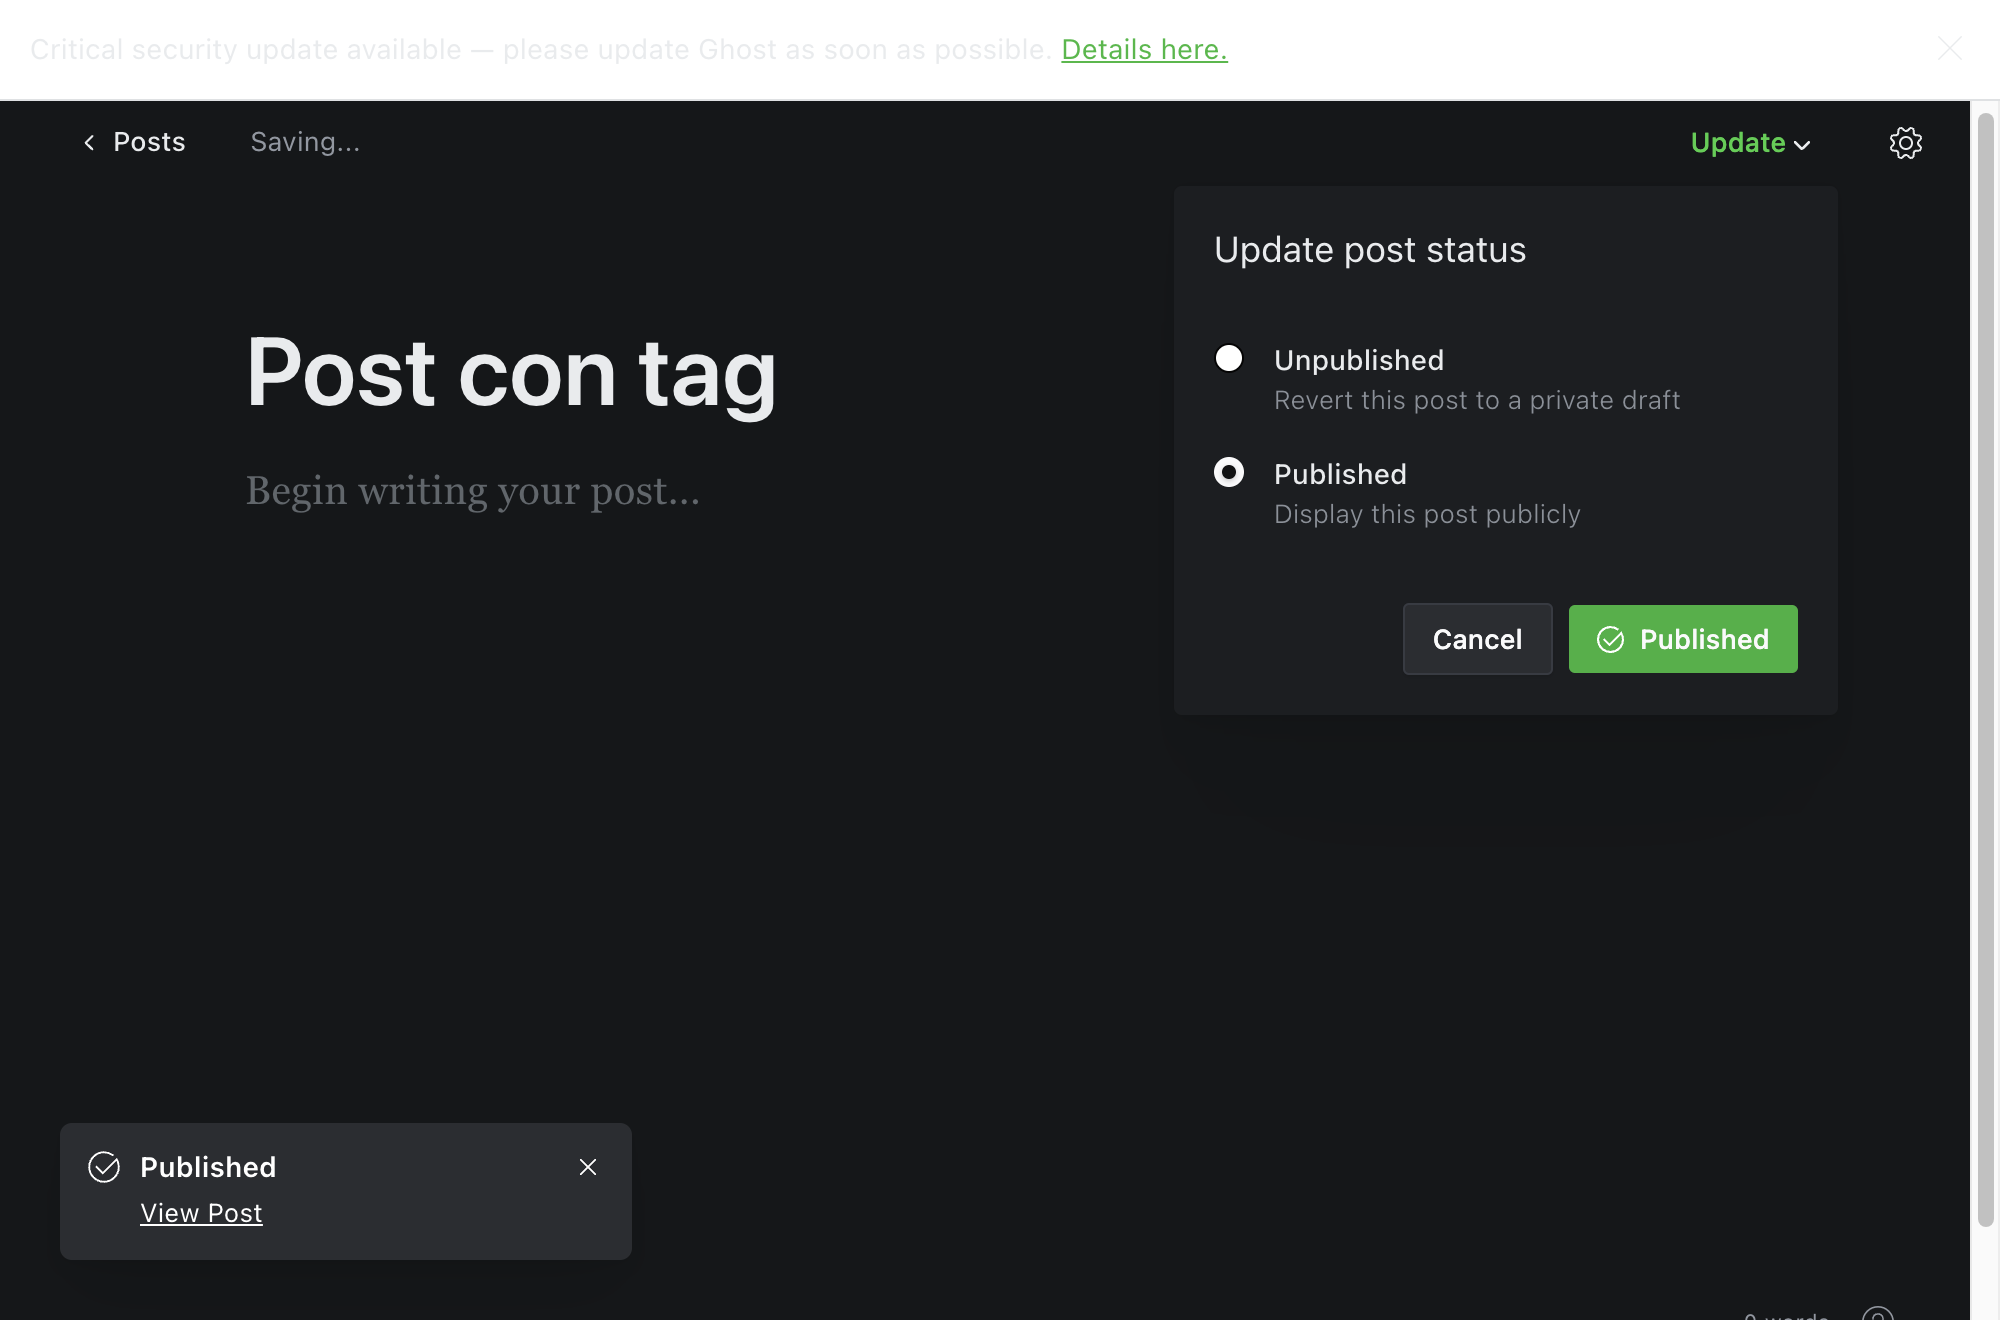 Critical security update available — please update Ghost as soon as possible. Details here.
Posts
Saving...
Update
Update post status
Unpublished
Revert this post to a private draft
Published
Display this post publicly
Cancel
Published
Post con tag
Begin writing your post...
Published
View Post
0 words